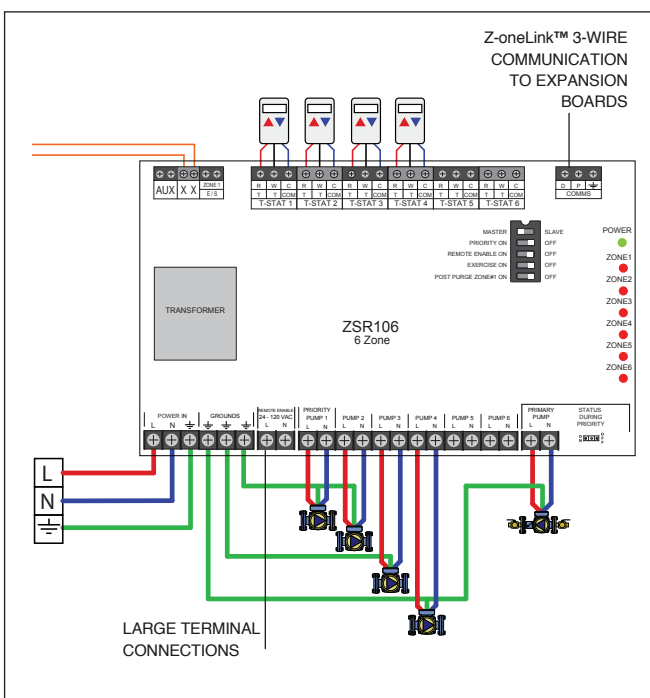 Z-oneLink™ 3-WIRE
COMMUNICATION
TO EXPANSION
BOARDS
AUX X X ZONE 1
E / S
R W C R W C R W C R W C R W C R W C
T T COM T T COM T T COM T T COM T T COM T T COM
T-STAT 1 T-STAT 2 T-STAT 3 T-STAT 4 T-STAT 5 T-STAT 6
D P
COMMS
MASTER SLAVE
PRIORITY ON OFF
REMOTE ENABLE ON OFF
EXERCISE ON OFF
POST PURGE ZONE#1 ON OFF
POWER
ZONE1
ZONE2
ZONE3
ZONE4
ZONE5
ZONE6
TRANSFORMER
ZSR106
6 Zone
POWER IN
L N
GROUNDS
REMOTE ENABLE
24 - 120 VAC
L N
PRIORITY
PUMP 1
L N
PUMP 2
L N
PUMP 3
L N
PUMP 4
L N
PUMP 5
L N
PUMP 6
L N
PRIMARY
PUMP
L N
STATUS
DURING
PRIORITY
L
N
LARGE TERMINAL
CONNECTIONS